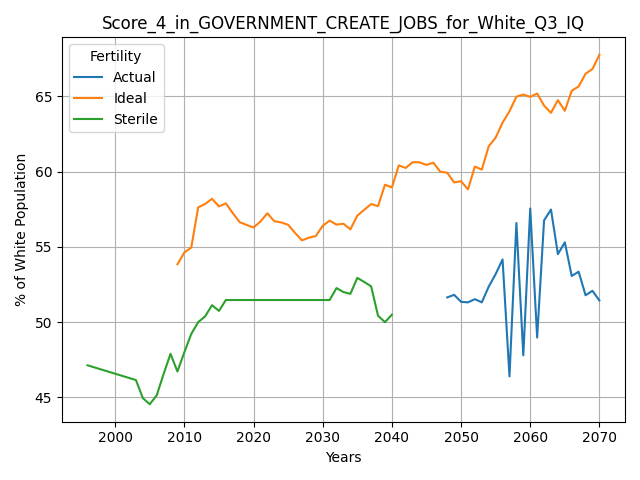 Score_4_in_GOVERNMENT_CREATE_JOBS_for_White_Q3_IQ
Fertility
Actual
Ideal
Sterile
% of White Population
65
60
55
50
45
2000 2010 2020 2030 2040 2050 2060 2070
Years